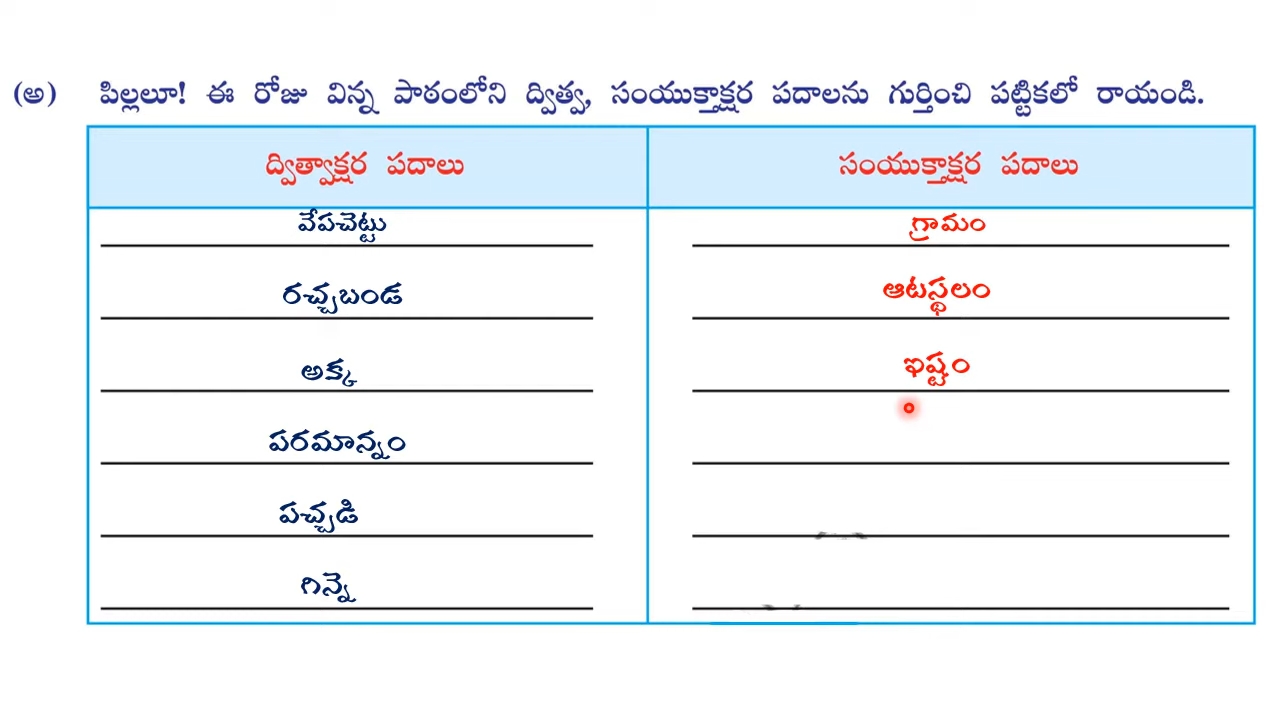 (అ) పిల్లలూ! ఈ రోజు విన్న పాఠంలోని ద్విత్వ, సంయుక్తాక్షర పదాలను గుర్తించి పట్టికలో రాయండి.
ద్విత్వాక్షర పదాలు సంయుక్తాక్షర పదాలు
వేపచెట్టు గ్రామం
రచ్చబండ ఆటస్థలం
అక్క ఇష్టం
పరమాన్నం
పచ్చడి
గిన్నె